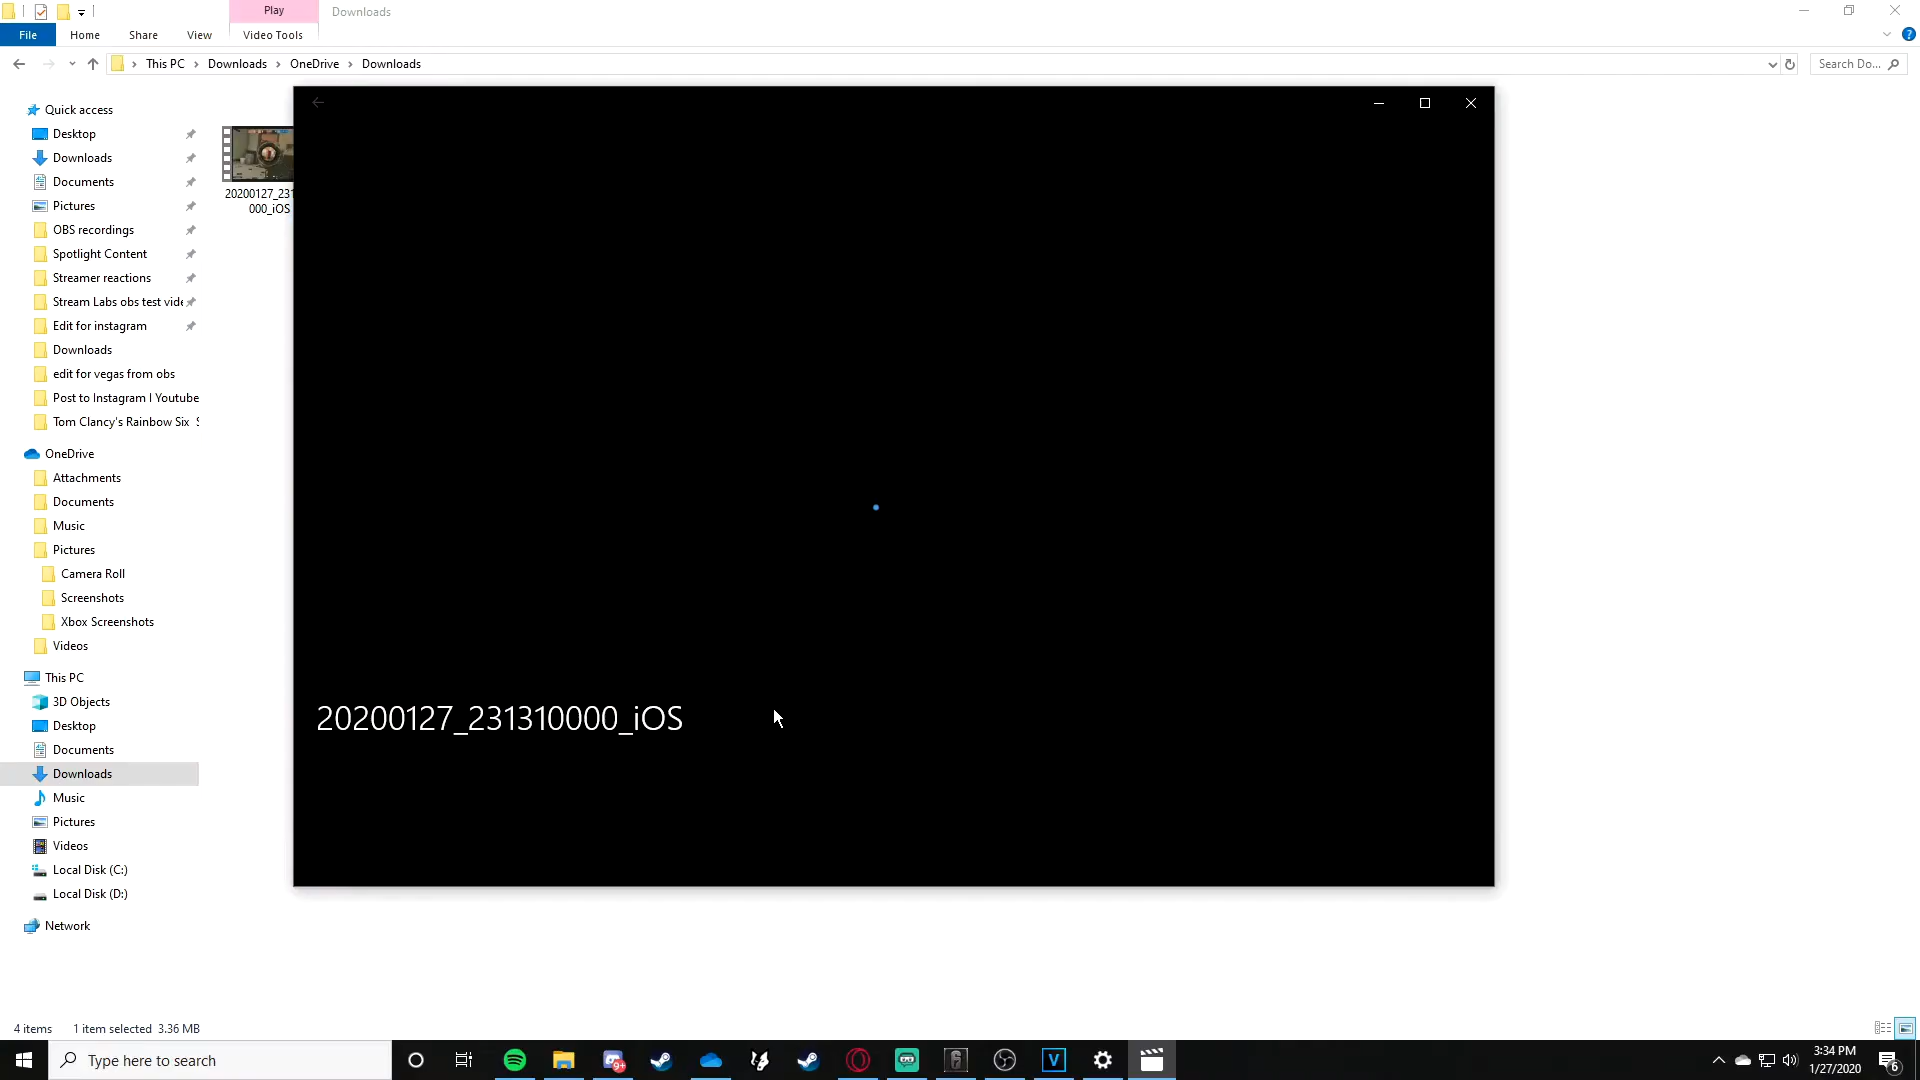 Play
Downloads
File
Home
Share
View
Video Tools
This PC
Downloads
OneDrive
Downloads
Search Do...
Quick access
Desktop
Downloads
Documents
Pictures
OBS recordings
Spotlight Content
Streamer reactions
Stream Labs obs test vide
Edit for instagram
Downloads
edit for vegas from obs
Post to Instagram I Youtube
Tom Clancy's Rainbow Six S
OneDrive
Attachments
Documents
Music
Pictures
Camera Roll
Screenshots
Xbox Screenshots
Videos
This PC
3D Objects
Desktop
Documents
Downloads
Music
Pictures
Videos
Local Disk (C:)
Local Disk (D:)
Network
20200127_231
000_iOS
20200127_231310000_iOS
4 items
1 item selected 3.36 MB
Type here to search
9+
V
3:34 PM
1/27/2020
6